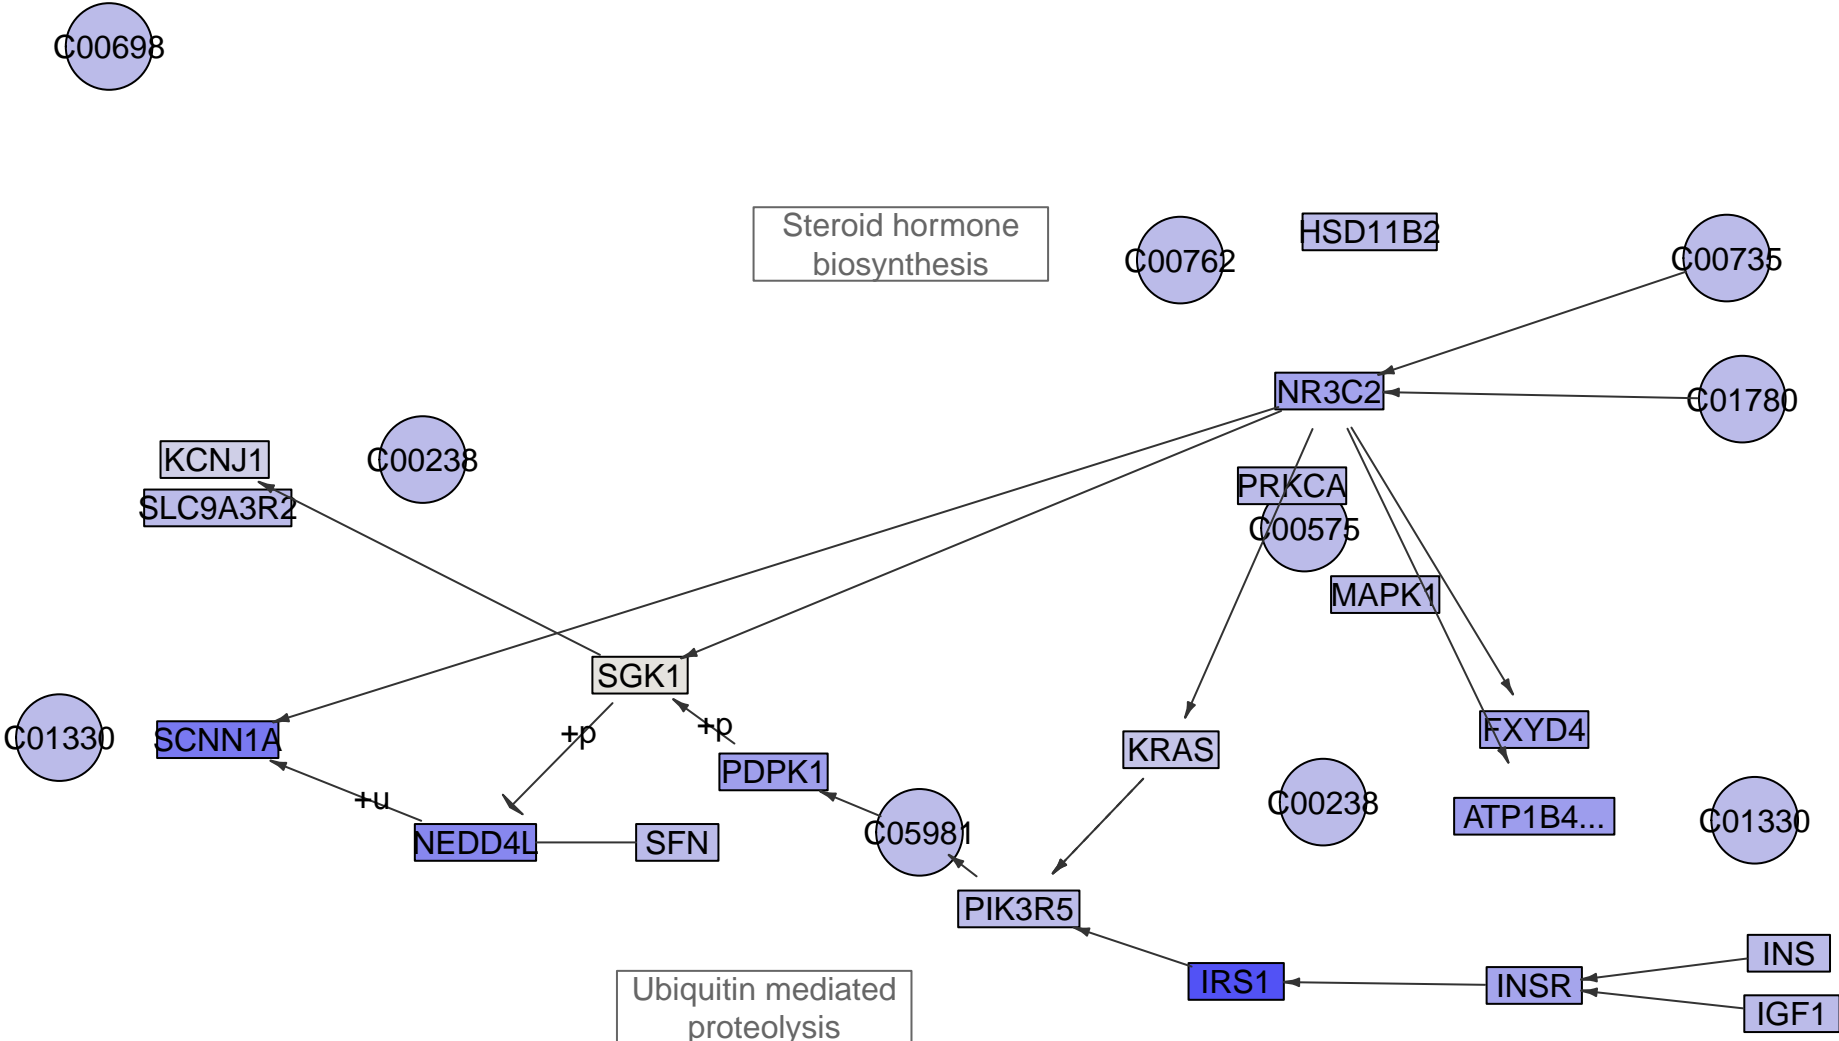 C00698
Steroid hormone
biosynthesis
C00762
HSD11B2
C00735
NR3C2
C01780
KCNJ1
C00238
SLC9A3R2
PRKCA
C00575
MAPK1
SGK1
+p
+p
C01330
SCNN1A
FXYD4
KRAS
PDPK1
+u
C00238
ATP1B4...
C01330
NEDD4L
SFN
C05981
PIK3R5
INS
IRS1
INSR
Ubiquitin mediated
proteolysis
IGF1